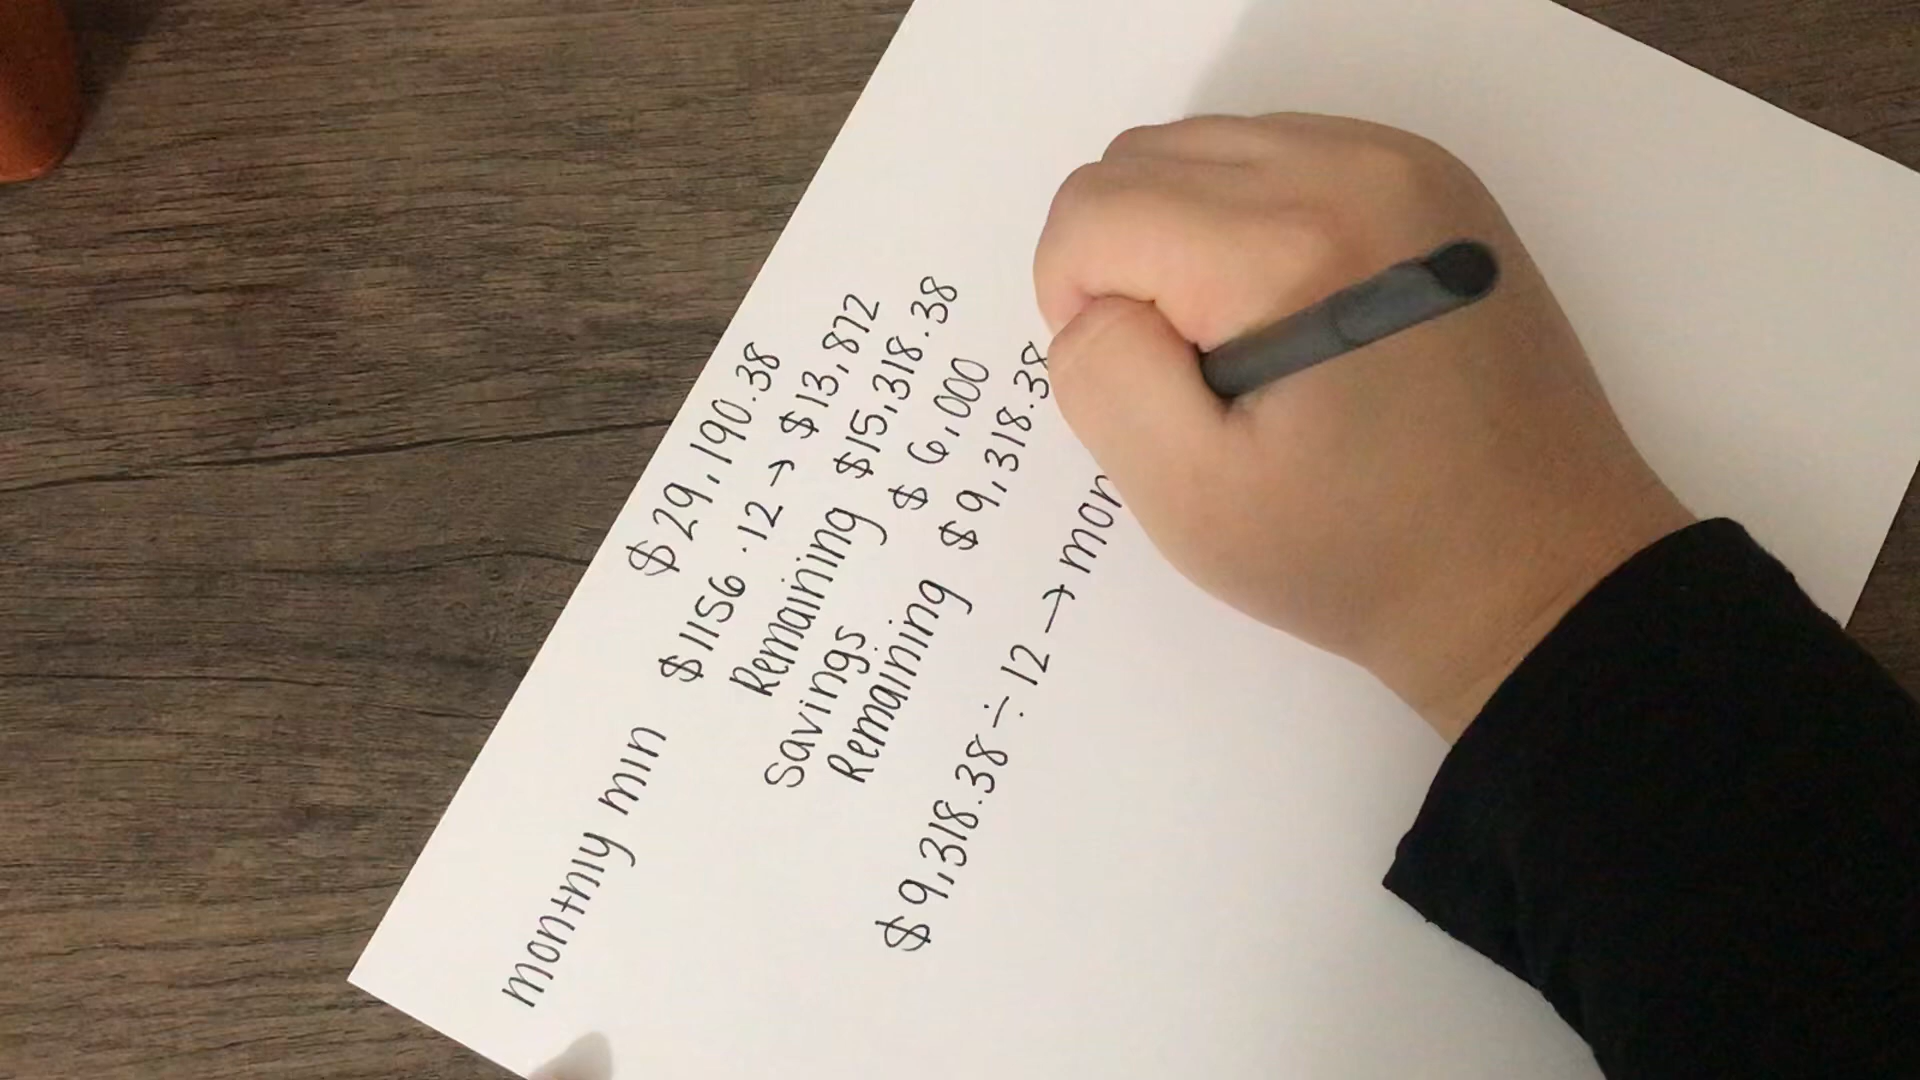 $29,190.38
monthly min $1156 · 12 → $13,872
Remaining $15,318.38
Savings $6,000
Remaining $9,318.38
$9,318.38 ÷ 12 →